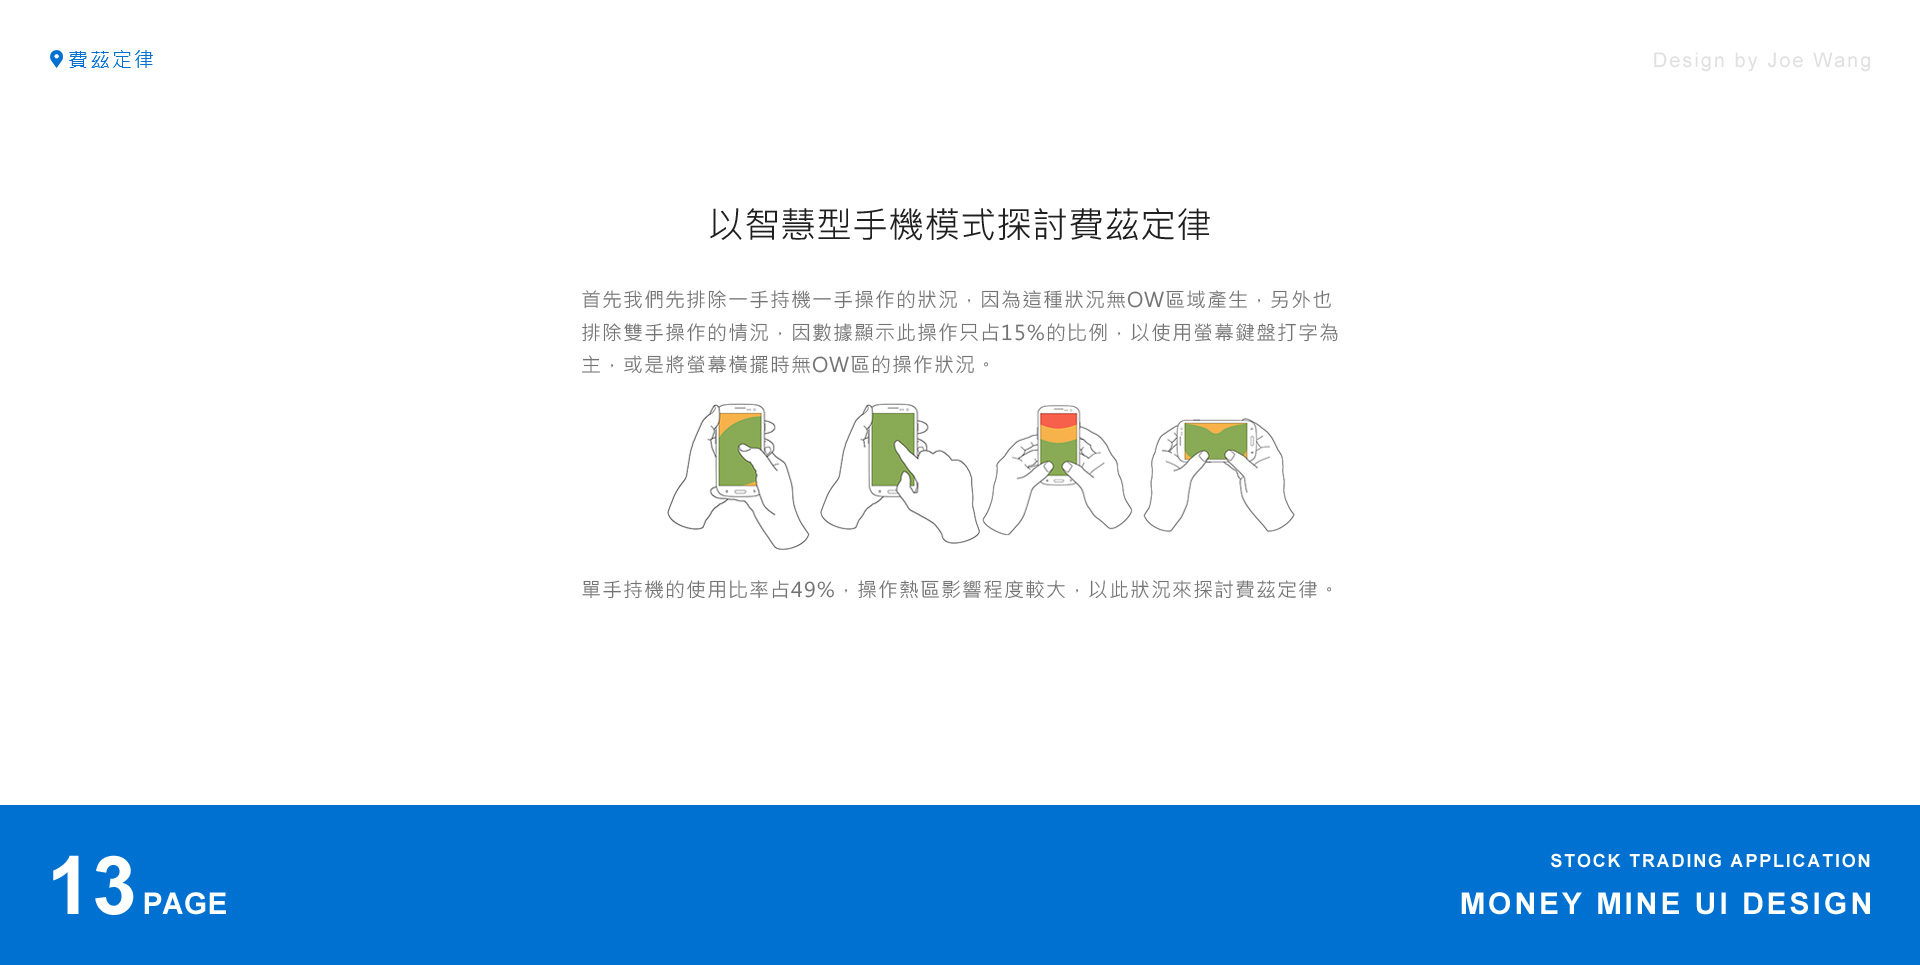 費茲定律
Design by Joe Wang
以智慧型手機模式探討費茲定律
首先我們先排除一手持機一手操作的狀況，因為這種狀況無OW區域產生，另外也
排除雙手操作的情況，因數據顯示此操作只占15%的比例，以使用螢幕鍵盤打字為
主，或是將螢幕橫擺時無OW區的操作狀況。
單手持機的使用比率占49%，操作熱區影響程度較大，以此狀況來探討費茲定律。
13 PAGE
STOCK TRADING APPLICATION
MONEY MINE UI DESIGN